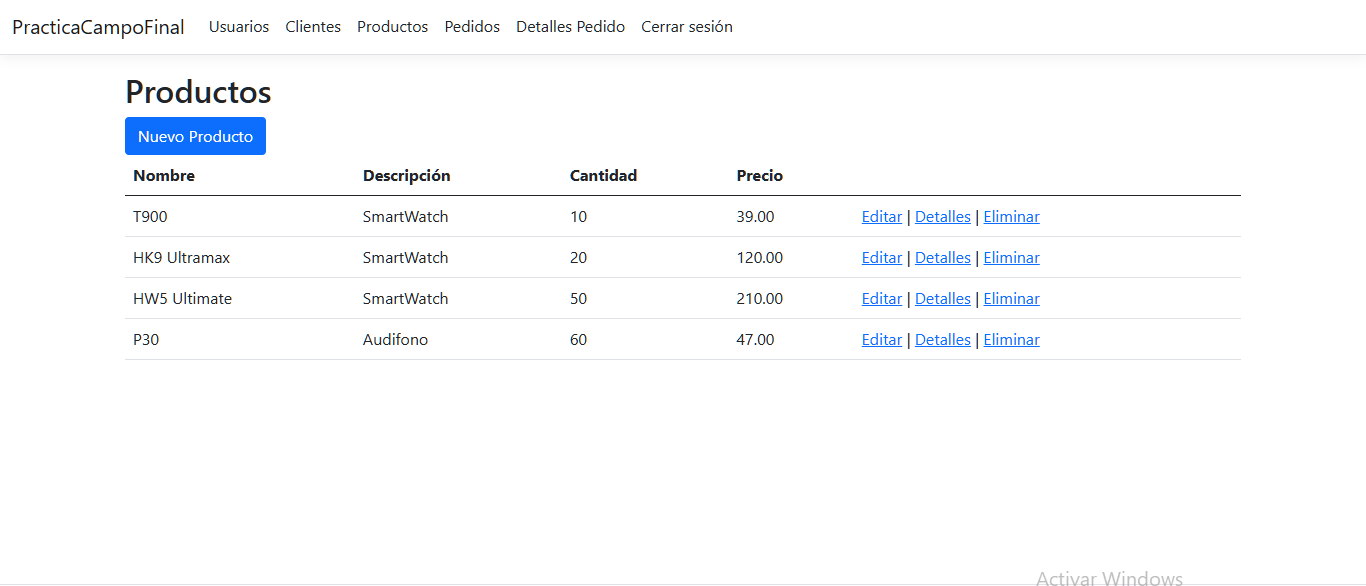 PracticaCampoFinal Usuarios Clientes Productos Pedidos Detalles Pedido Cerrar sesión
Productos
Nuevo Producto
Nombre Descripción Cantidad Precio
T900 SmartWatch 10 39.00 Editar | Detalles | Eliminar
HK9 Ultramax SmartWatch 20 120.00 Editar | Detalles | Eliminar
HW5 Ultimate SmartWatch 50 210.00 Editar | Detalles | Eliminar
P30 Audifono 60 47.00 Editar | Detalles | Eliminar
Activar Windows